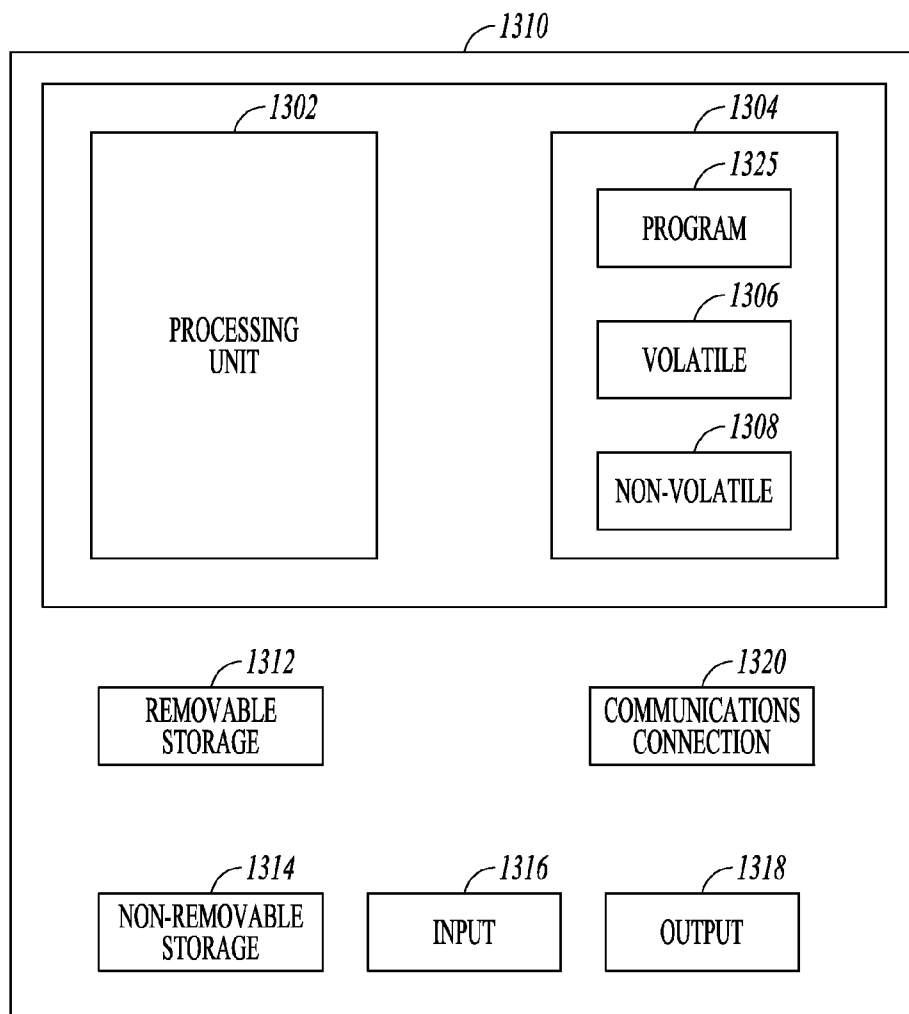 1310
1302
1304
1325
PROGRAM
1306
VOLATILE
1308
NON-VOLATILE
PROCESSING
UNIT
1312
REMOVABLE
STORAGE
1320
COMMUNICATIONS
CONNECTION
1314
NON-REMOVABLE
STORAGE
1316
INPUT
1318
OUTPUT